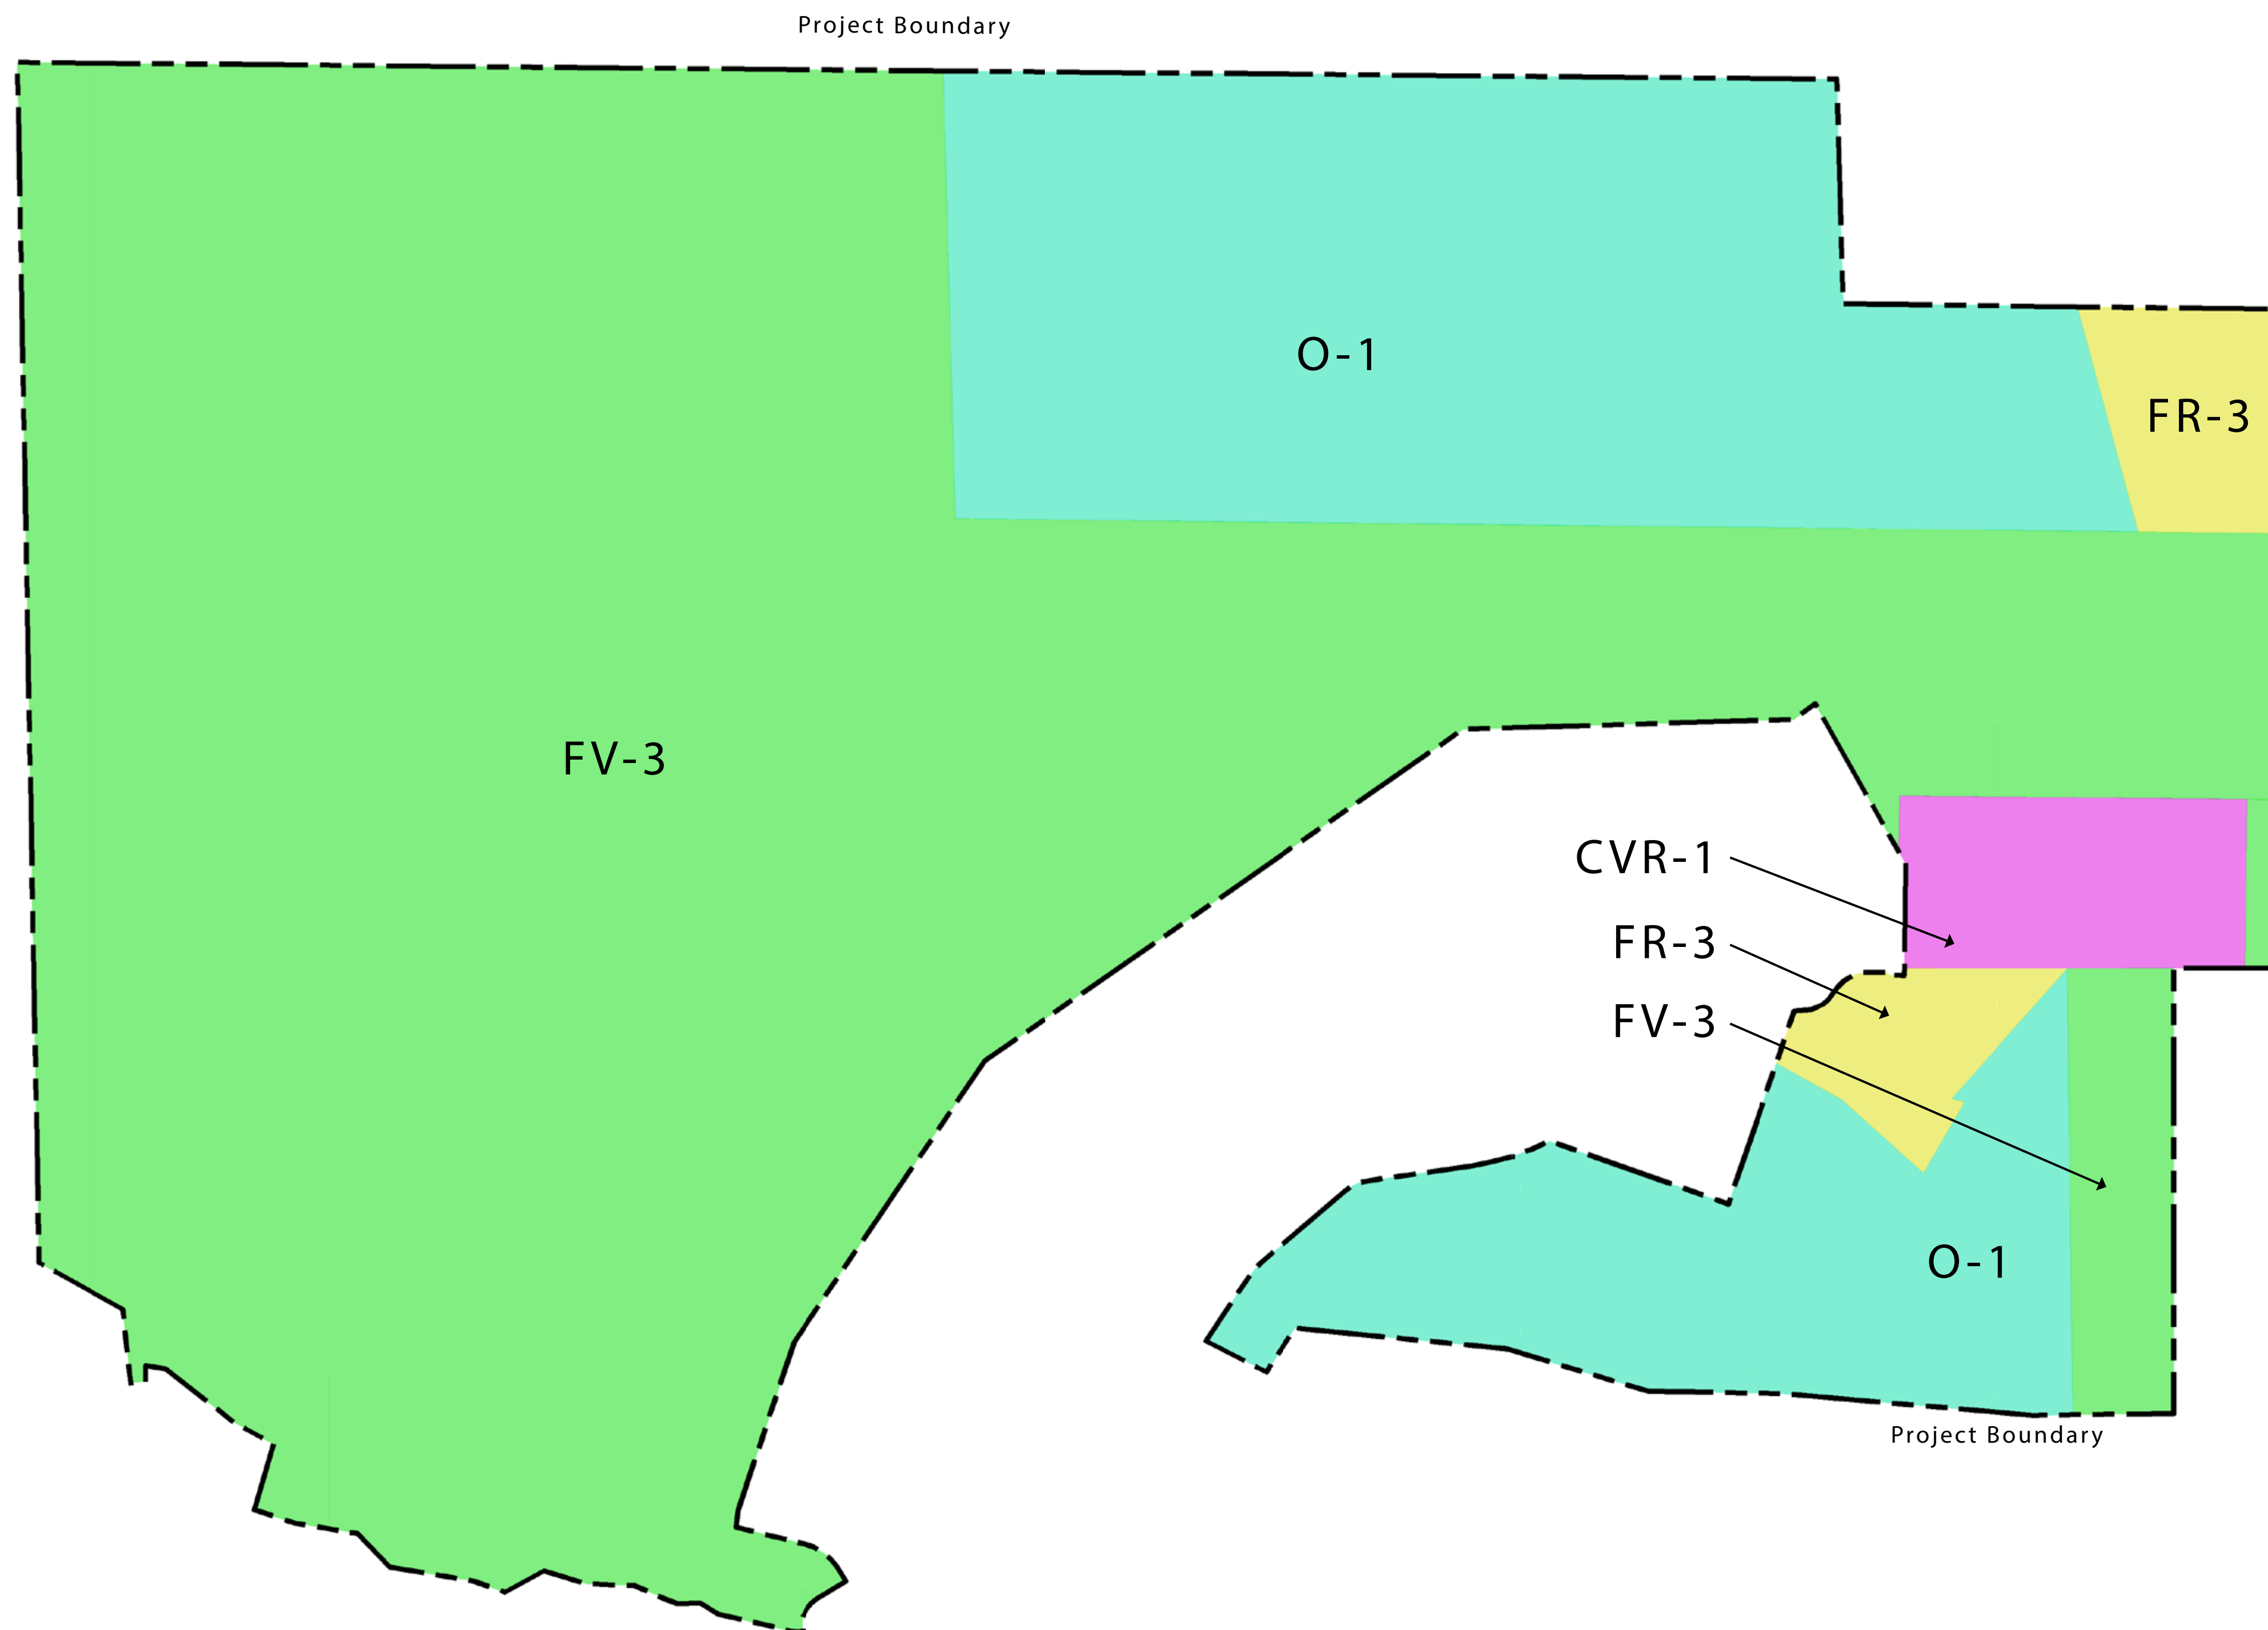 Project Boundary
O-1
FR-3
FV-3
CVR-1
FR-3
FV-3
O-1
Project Boundary